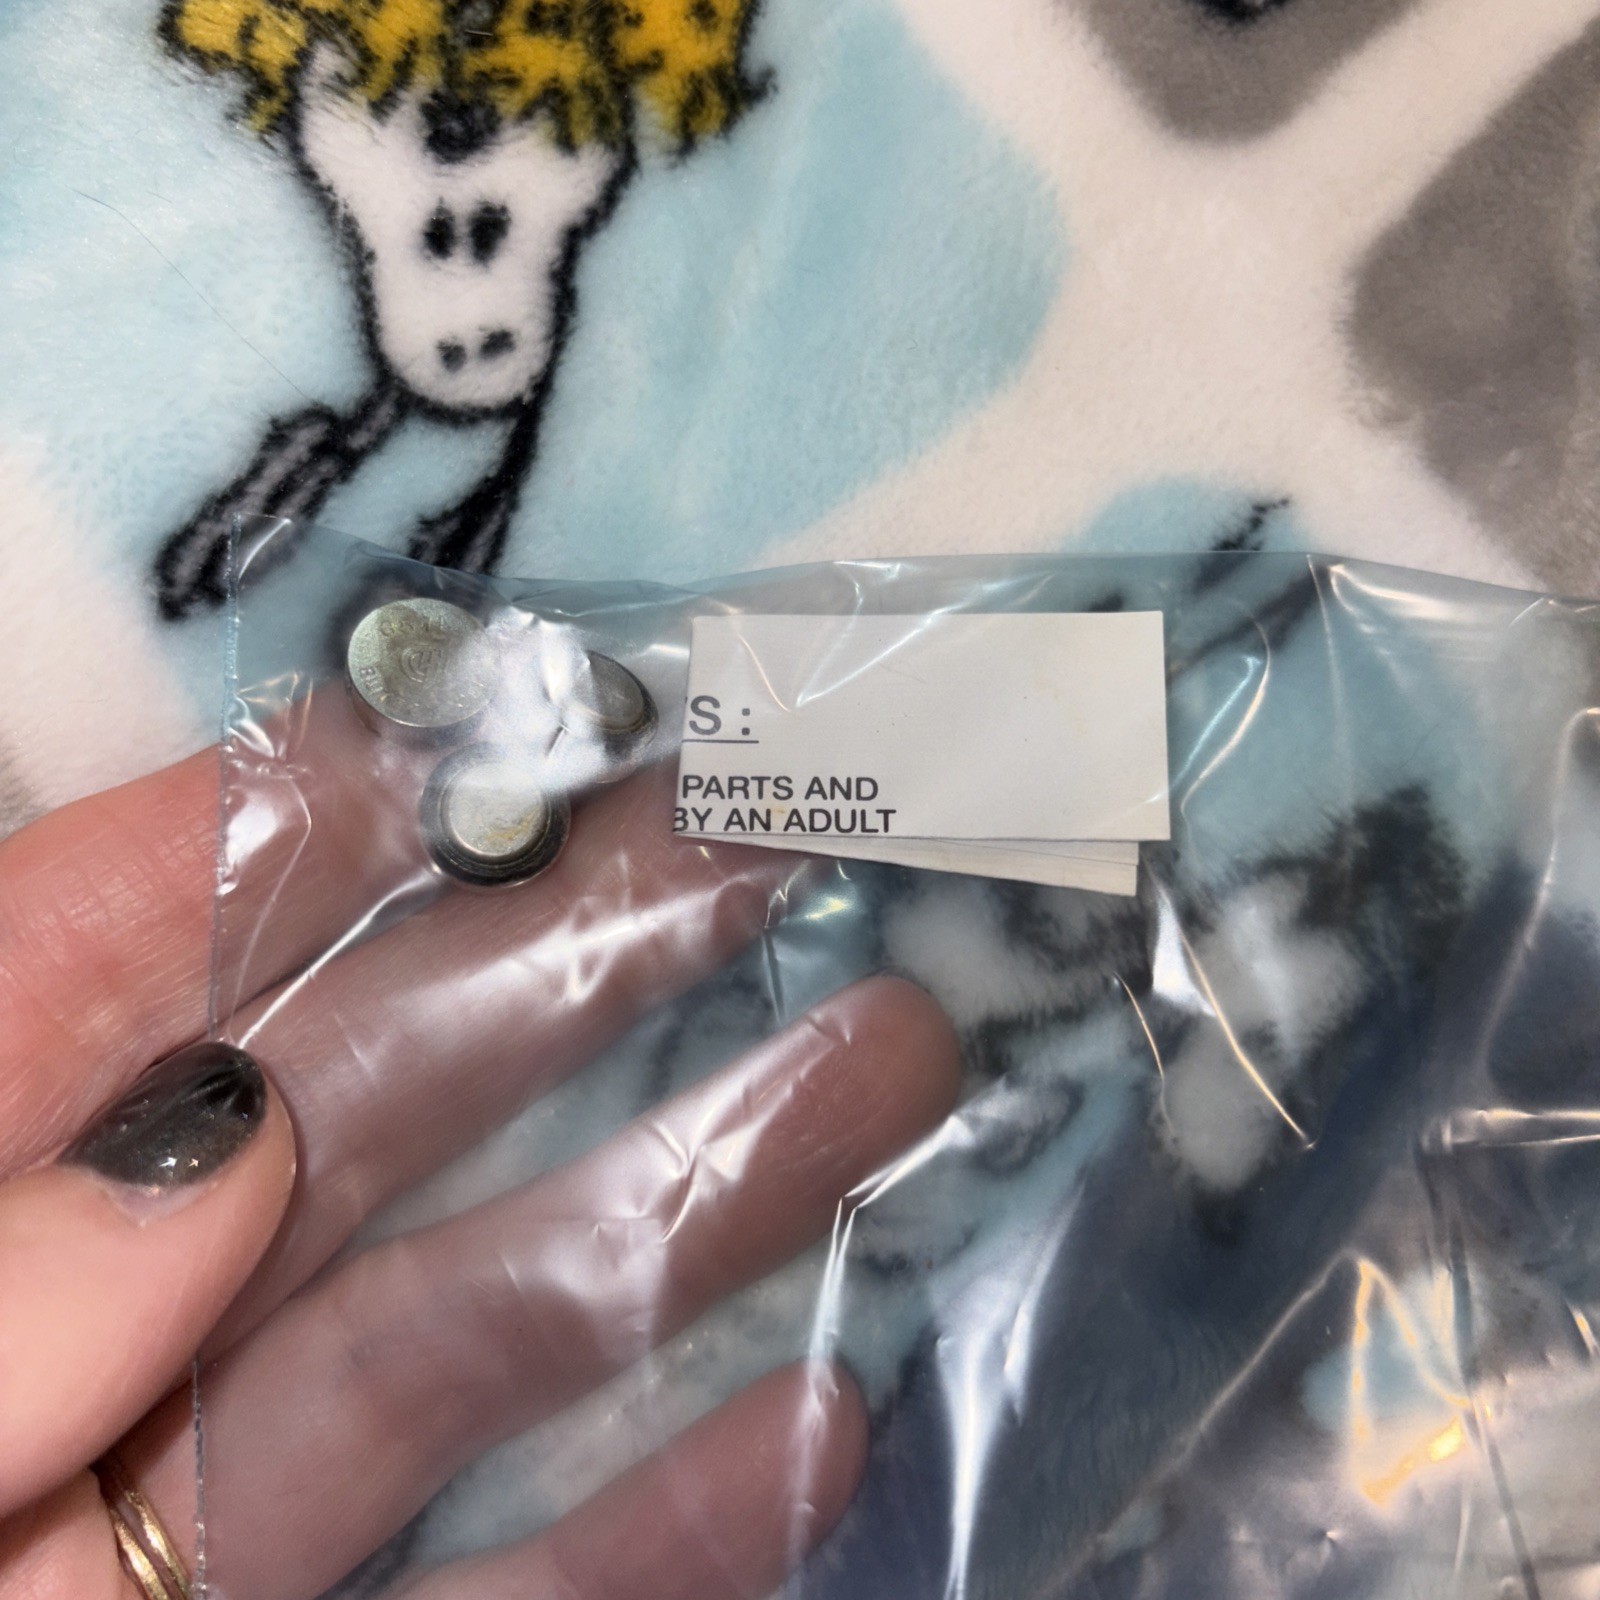 S :
PARTS AND
BY AN ADULT